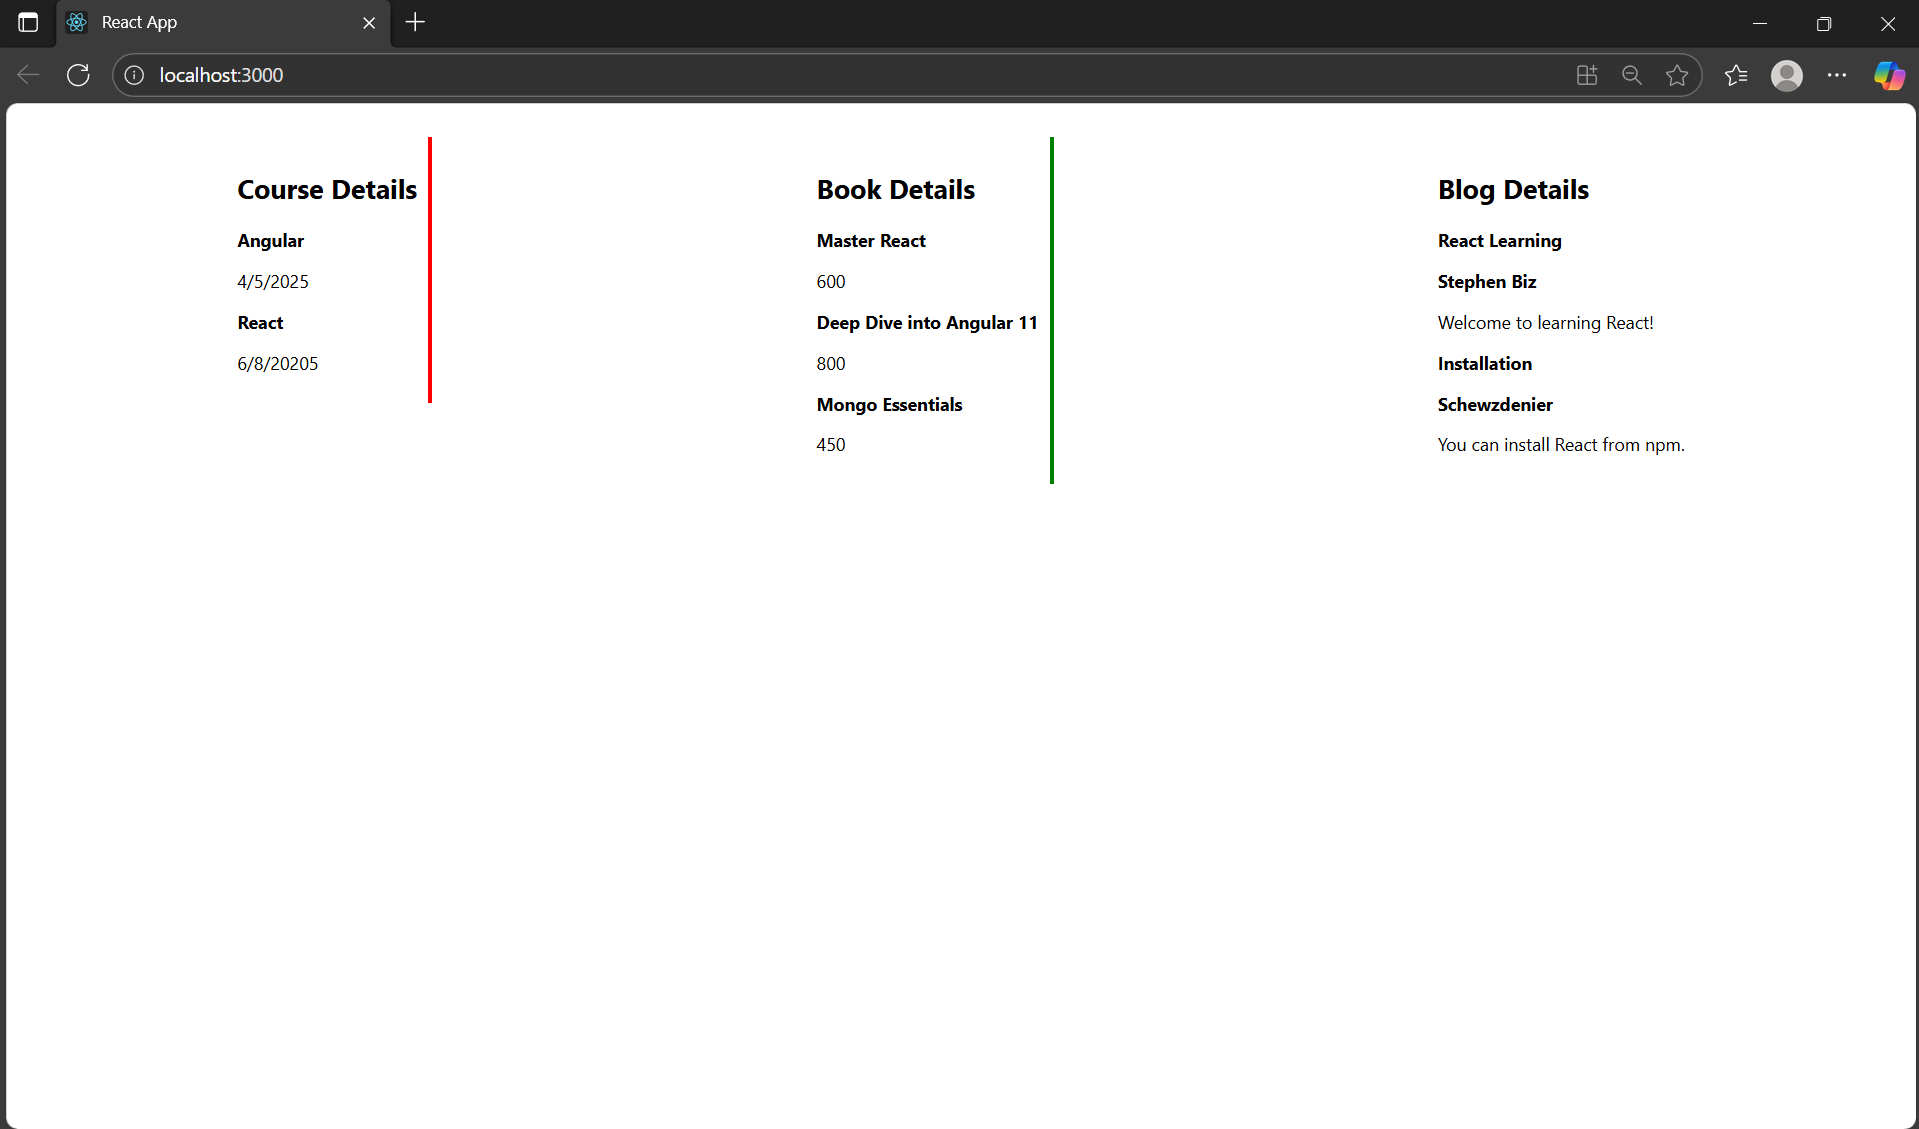 React App
localhost:3000
Course Details
Angular
4/5/2025
React
6/8/20205
Book Details
Master React
600
Deep Dive into Angular 11
800
Mongo Essentials
450
Blog Details
React Learning
Stephen Biz
Welcome to learning React!
Installation
Schewzdenier
You can install React from npm.